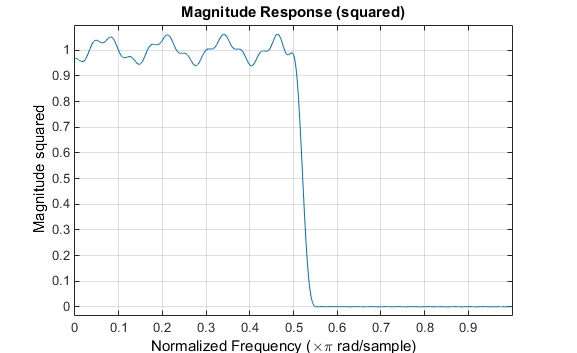 Magnitude Response (squared)
1
0.9
0.8
0.7
0.6
0.5
0.4
0.3
0.2
0.1
0
Magnitude squared
0 0.1 0.2 0.3 0.4 0.5 0.6 0.7 0.8 0.9
Normalized Frequency (×π rad/sample)